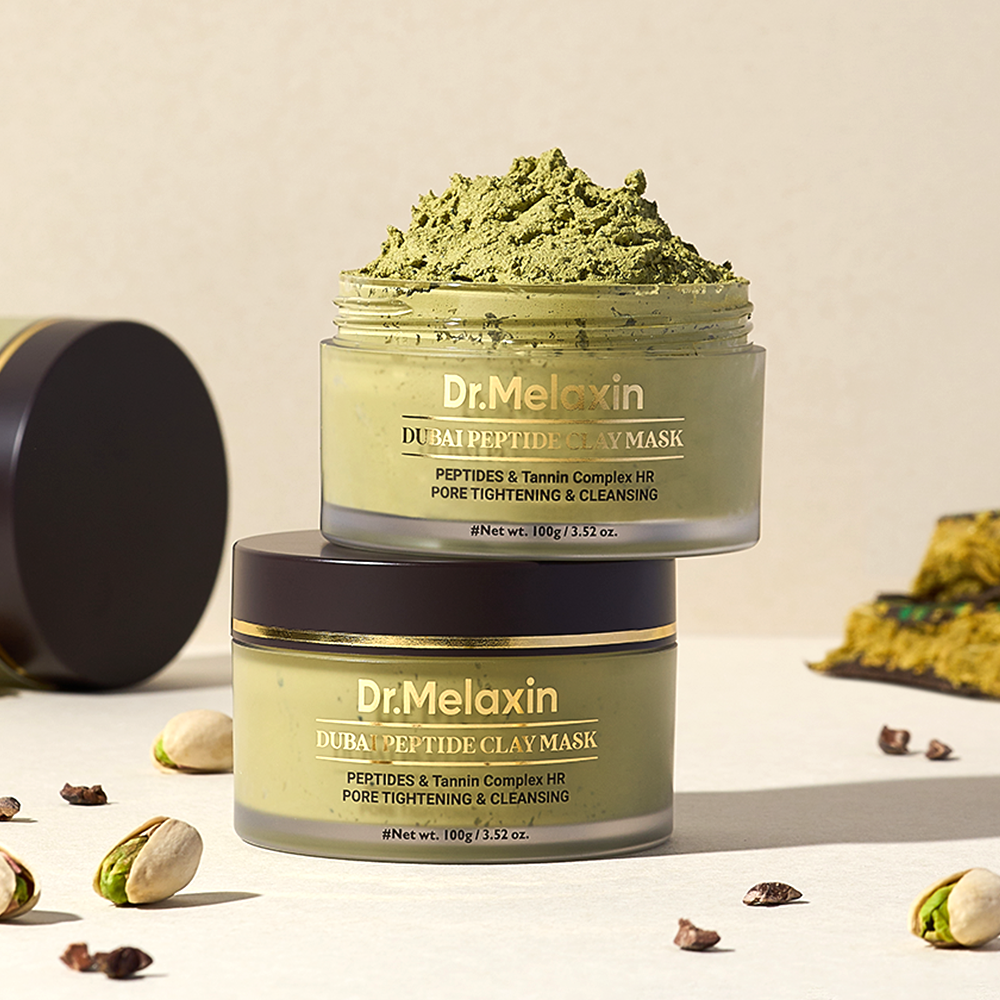 Dr.Melaxin
DUBAI PEPTIDE CLAY MASK
PEPTIDES & Tannin Complex HR
PORE TIGHTENING & CLEANSING
#Net wt. 100g / 3.52 oz.
Dr.Melaxin
DUBAI PEPTIDE CLAY MASK
PEPTIDES & Tannin Complex HR
PORE TIGHTENING & CLEANSING
#Net wt. 100g / 3.52 oz.